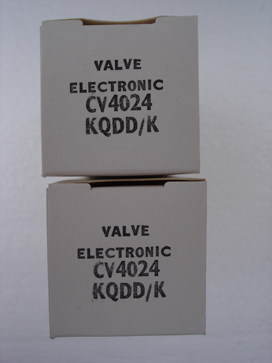 VALVE
ELECTRONIC
CV4024
KQDD/K
VALVE
ELECTRONIC
CV4024
KQDD/K